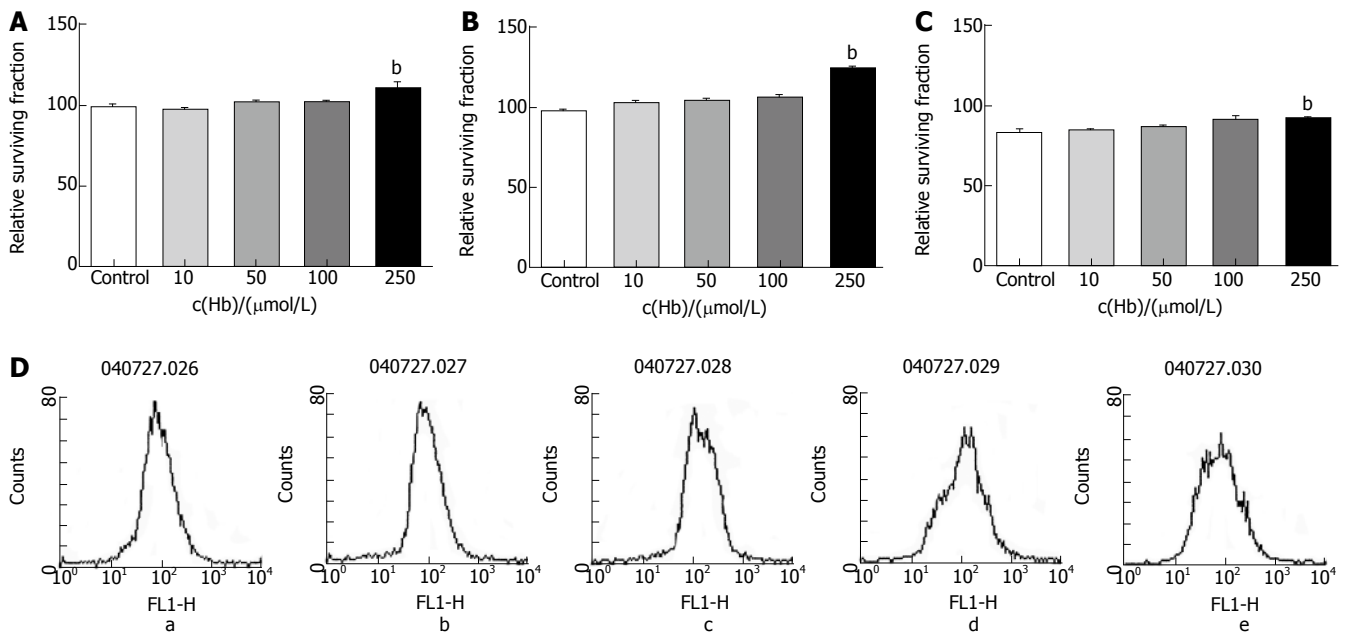 A
150
100
50
0
Relative surviving fraction
b
Control 10 50 100 250
c(Hb)/(μmol/L)
B
150
100
50
0
Relative surviving fraction
b
Control 10 50 100 250
c(Hb)/(μmol/L)
C
150
100
50
0
Relative surviving fraction
b
Control 10 50 100 250
c(Hb)/(μmol/L)
D
040727.026
80
Counts
0
10⁰ 10¹ 10² 10³ 10⁴
FL1-H
a
040727.027
80
Counts
0
10⁰ 10¹ 10² 10³ 10⁴
FL1-H
b
040727.028
80
Counts
0
10⁰ 10¹ 10² 10³ 10⁴
FL1-H
c
040727.029
80
Counts
0
10⁰ 10¹ 10² 10³ 10⁴
FL1-H
d
040727.030
80
Counts
0
10⁰ 10¹ 10² 10³ 10⁴
FL1-H
e